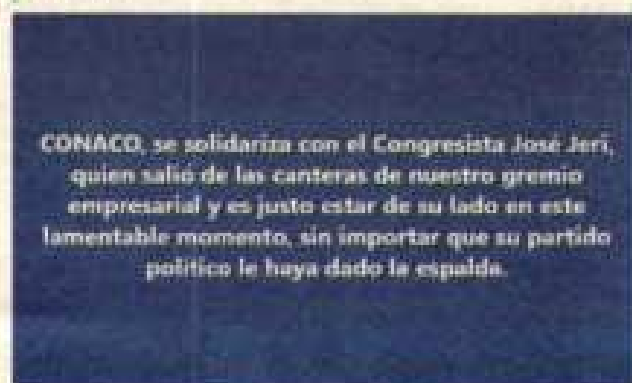 CONACO, se solidariza con el Congresista José Jerí,
quien salió de las canteras de nuestro gremio
empresarial y es justo estar de su lado en este
lamentable momento, sin importar que su partido
político le haya dado la espalda.